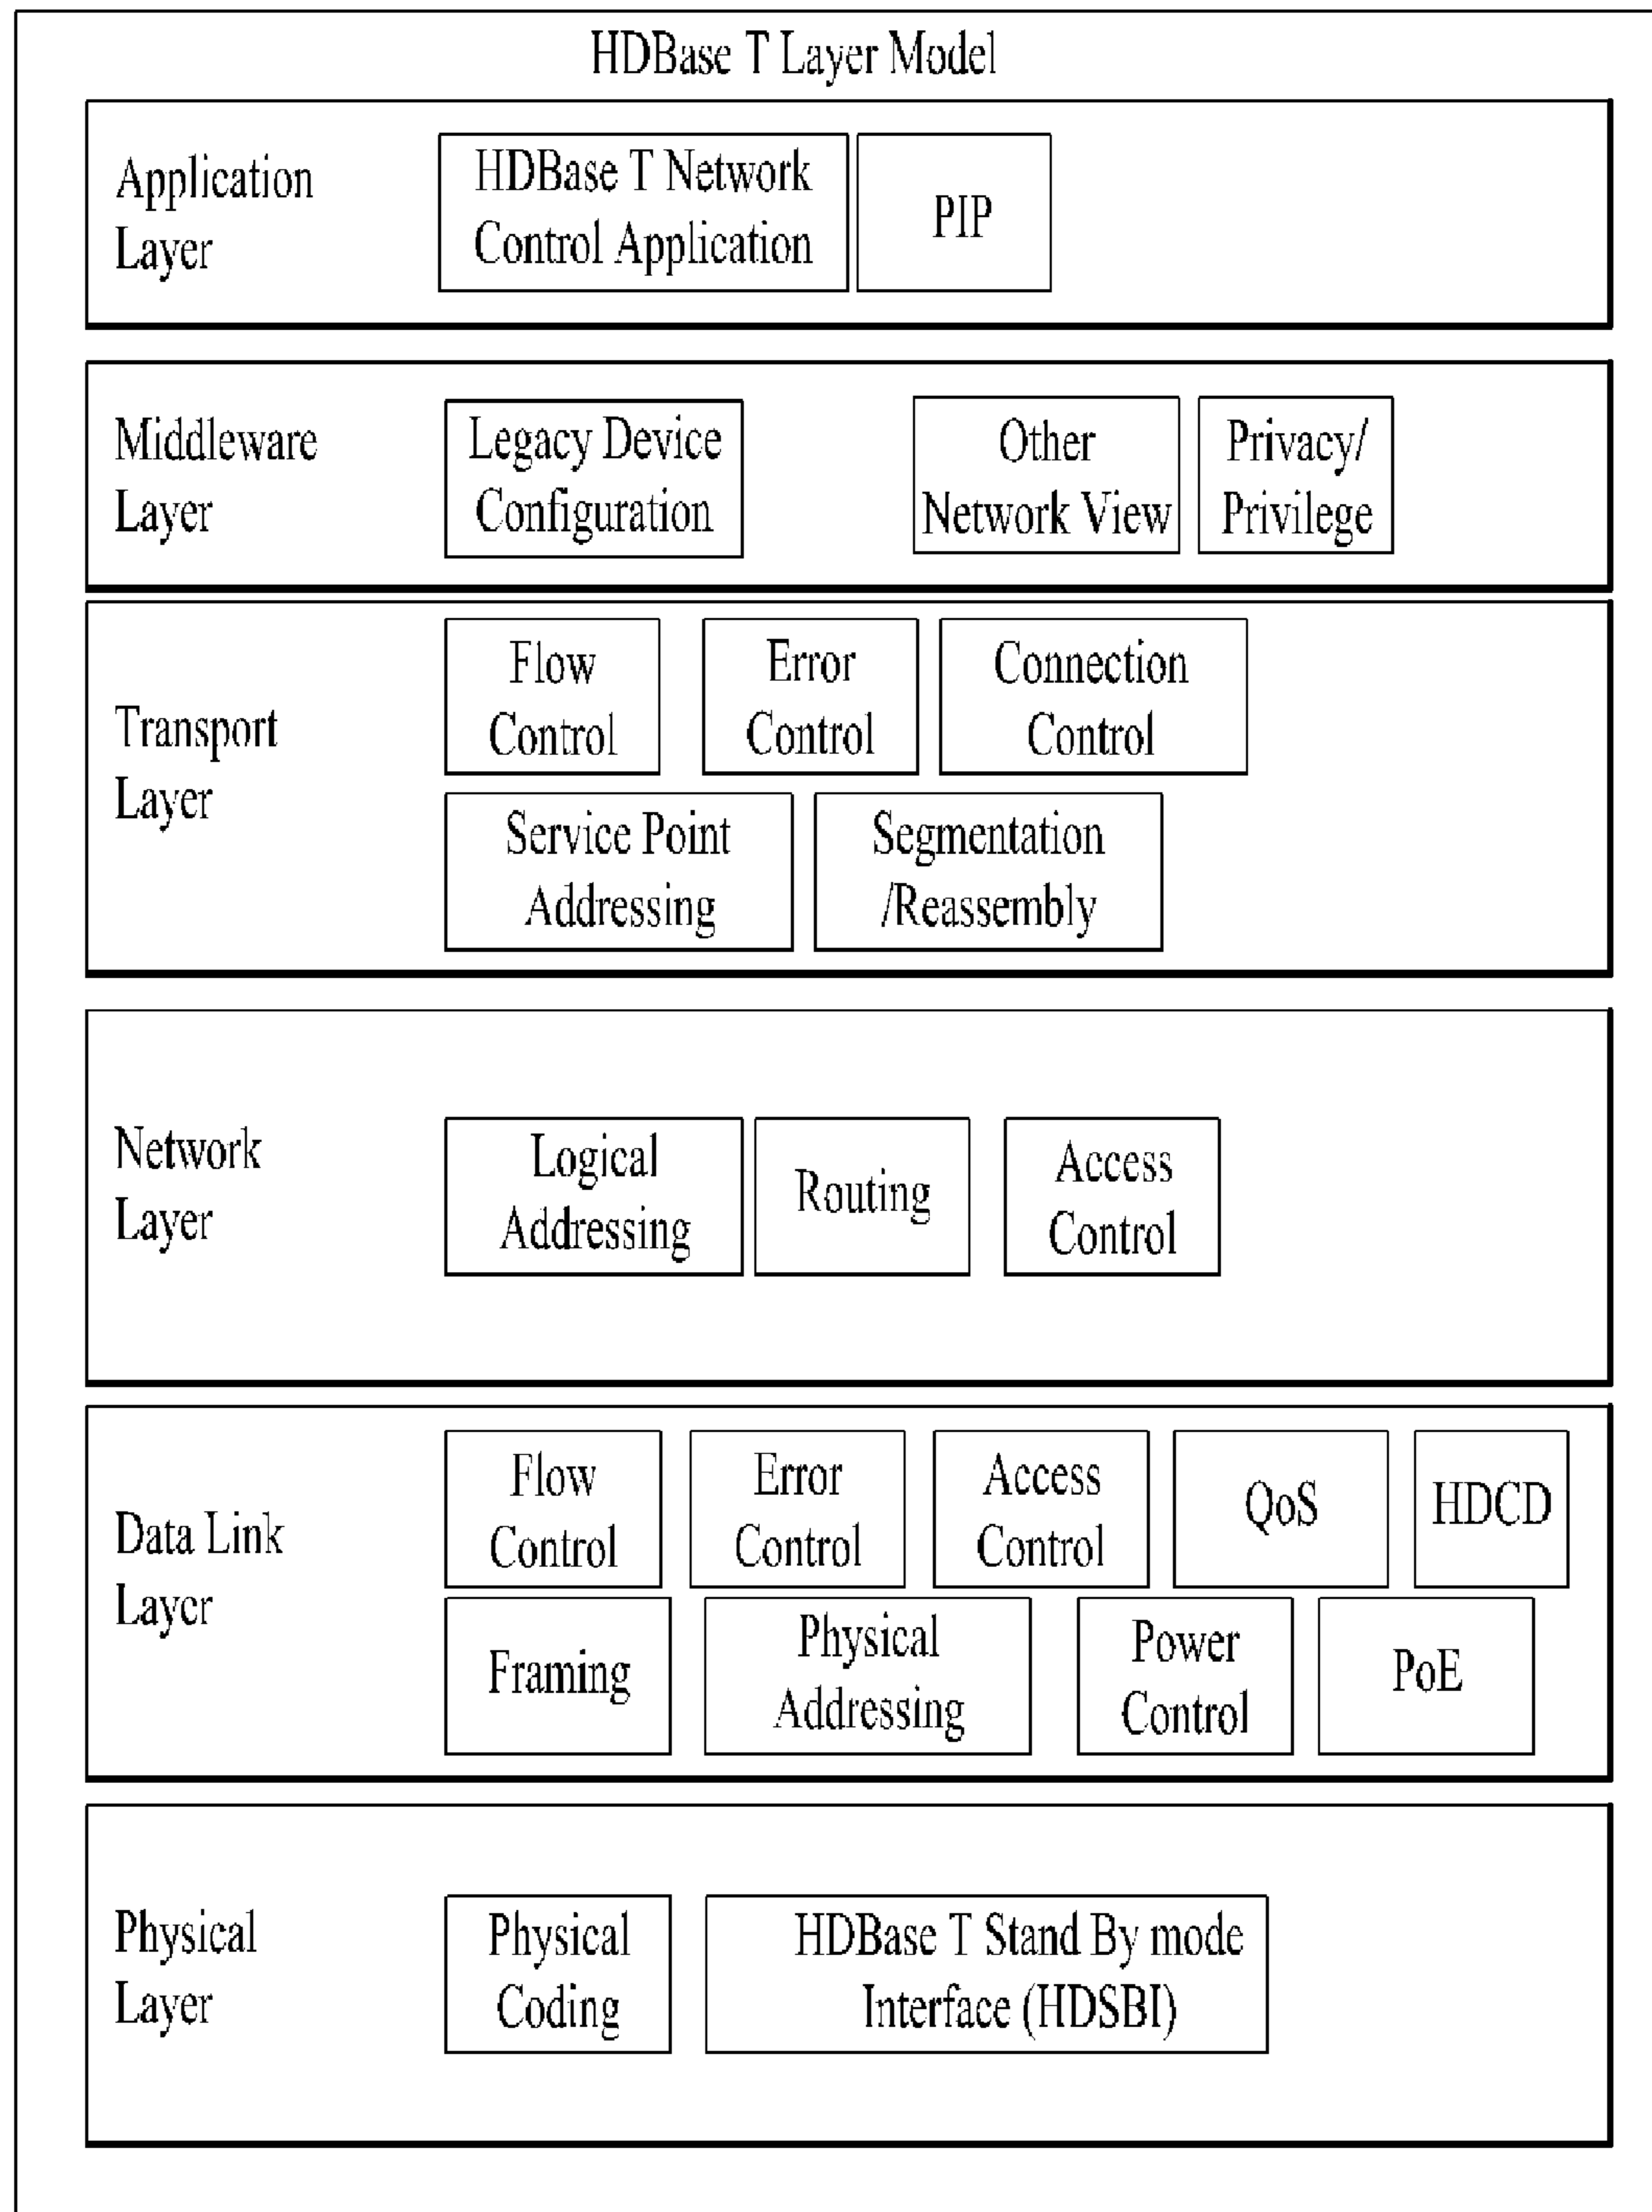 HDBase T Layer Model
Application
Layer
HDBase T Network
Control Application
PIP
Middleware
Layer
Legacy Device
Configuration
Other
Network View
Privacy/
Privilege
Transport
Layer
Flow
Control
Error
Control
Connection
Control
Service Point
Addressing
Segmentation
/Reassembly
Network
Layer
Logical
Addressing
Routing
Access
Control
Data Link
Layer
Flow
Control
Error
Control
Access
Control
QoS
HDCD
Framing
Physical
Addressing
Power
Control
PoE
Physical
Layer
Physical
Coding
HDBase T Stand By mode
Interface (HDSBI)